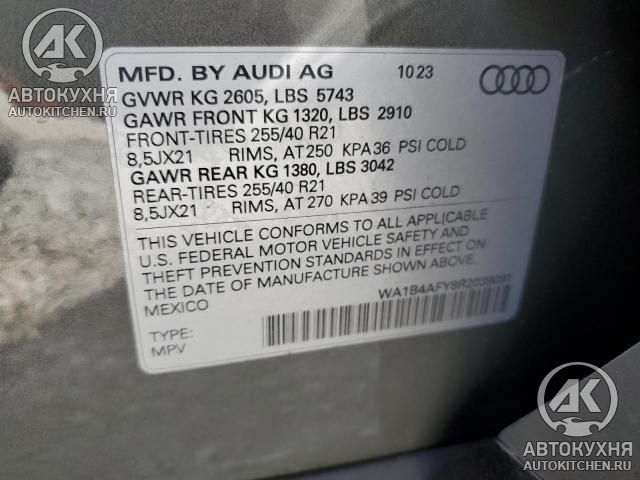 АК
АВТОКУХНЯ
AUTOKITCHEN.RU
MFD. BY AUDI AG 10 23
GVWR KG 2605, LBS 5743
GAWR FRONT KG 1320, LBS 2910
FRONT-TIRES 255/40 R21
8,5JX21 RIMS, AT 250 KPA 36 PSI COLD
GAWR REAR KG 1380, LBS 3042
REAR-TIRES 255/40 R21
8,5JX21 RIMS, AT 270 KPA 39 PSI COLD
THIS VEHICLE CONFORMS TO ALL APPLICABLE
U.S. FEDERAL MOTOR VEHICLE SAFETY AND
THEFT PREVENTION STANDARDS IN EFFECT ON
THE DATE OF MANUFACTURE SHOWN ABOVE.
MEXICO
WA1B4AFY8R2039091
TYPE:
MPV
АК
АВТОКУХНЯ
AUTOKITCHEN.RU